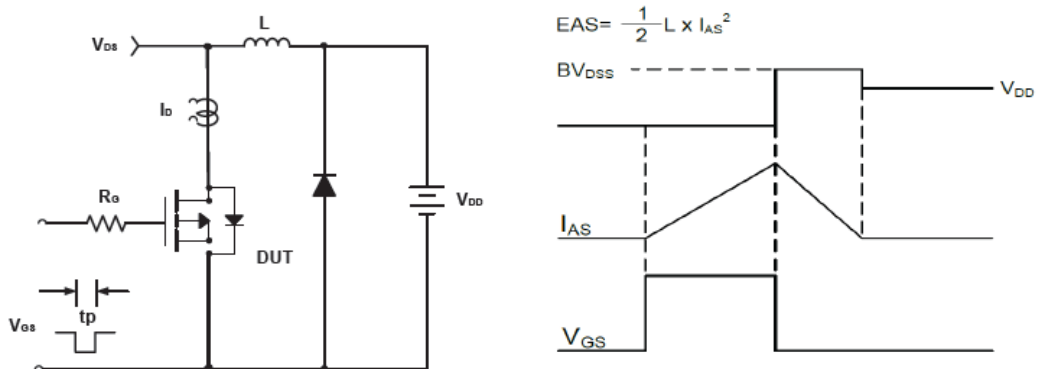 L
VDS
ID
RG
VDD
DUT
tp
VGS
EAS= 1/2 L x IAS²
BVDSS
VDD
IAS
VGS